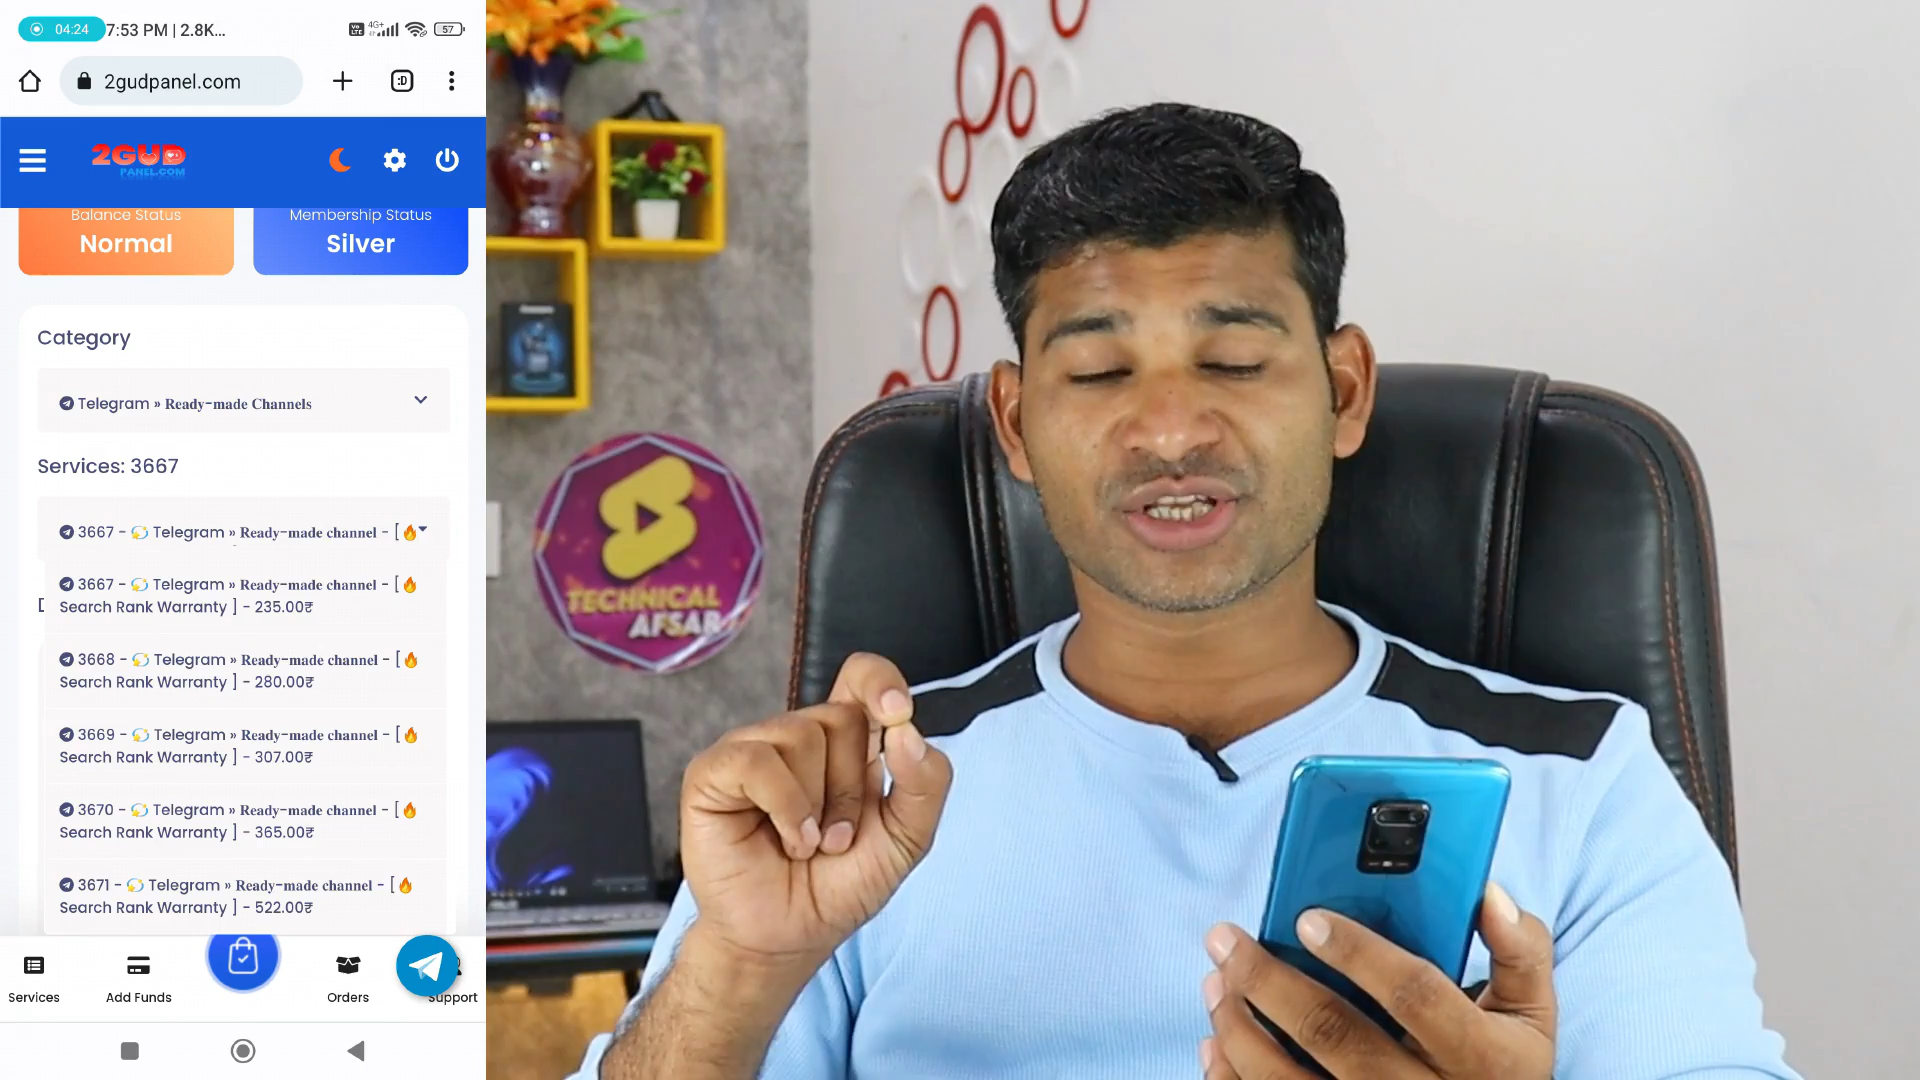 04:24 7:53 PM | 2.8K...
4G+
57
2gudpanel.com
:D
2GUD
PANEL.COM
Balance Status
Normal
Membership Status
Silver
Category
Telegram » Ready-made Channels
Services: 3667
3667 - 💫 Telegram » Ready-made channel - [ 🔥
3667 - 💫 Telegram » Ready-made channel - [ 🔥
Search Rank Warranty ] - 235.00₹
3668 - 💫 Telegram » Ready-made channel - [ 🔥
Search Rank Warranty ] - 280.00₹
3669 - 💫 Telegram » Ready-made channel - [ 🔥
Search Rank Warranty ] - 307.00₹
3670 - 💫 Telegram » Ready-made channel - [ 🔥
Search Rank Warranty ] - 365.00₹
3671 - 💫 Telegram » Ready-made channel - [ 🔥
Search Rank Warranty ] - 522.00₹
Services
Add Funds
Orders
Support
TECHNICAL
AFSAR